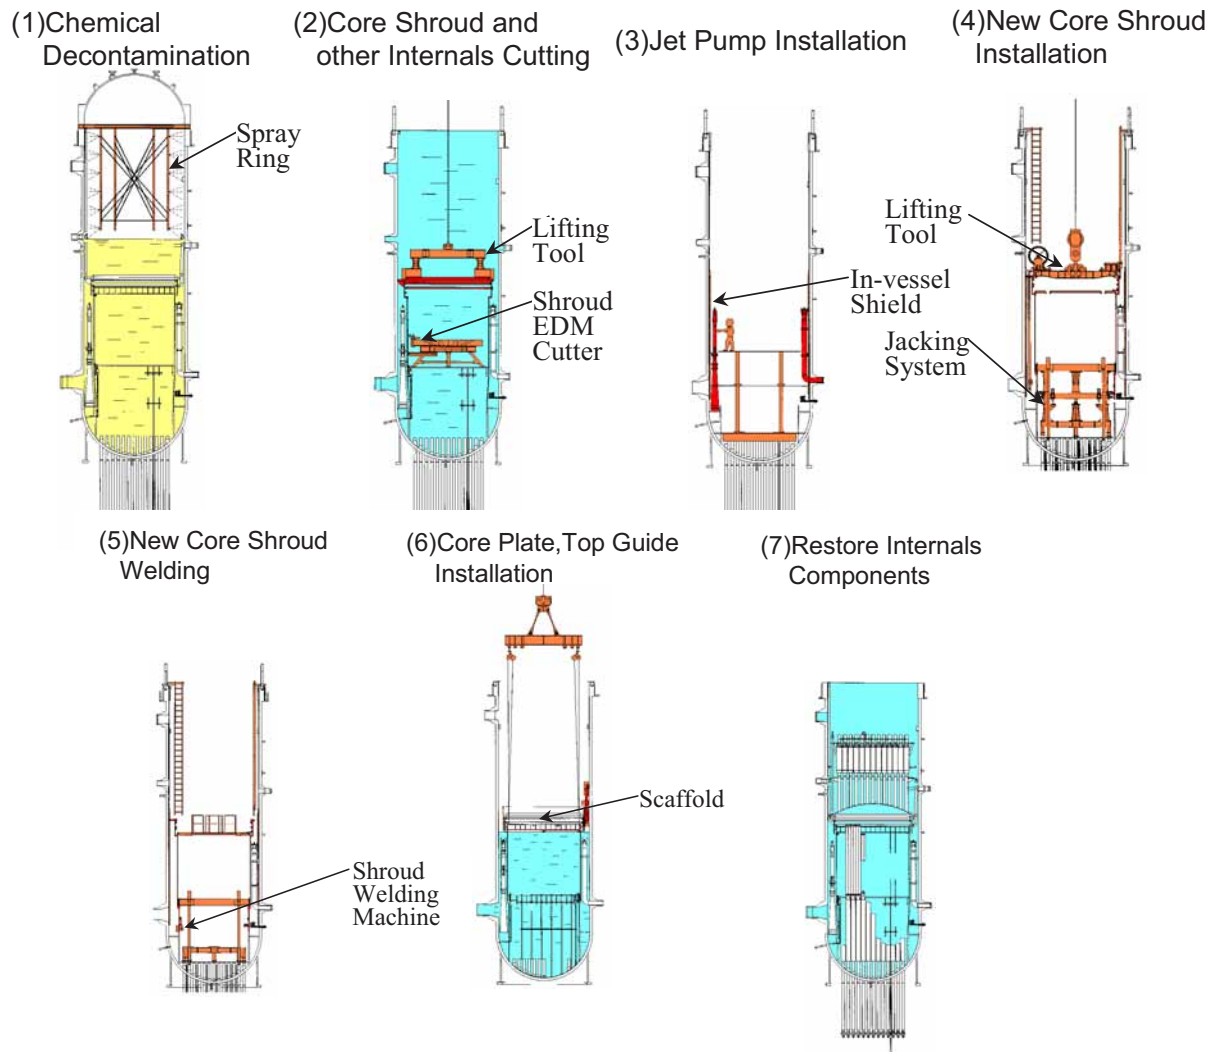 (1)Chemical
Decontamination
(2)Core Shroud and
other Internals Cutting
(3)Jet Pump Installation
(4)New Core Shroud
Installation
Spray
Ring
Lifting
Tool
Shroud
EDM
Cutter
In-vessel
Shield
Lifting
Tool
Jacking
System
(5)New Core Shroud
Welding
(6)Core Plate,Top Guide
Installation
(7)Restore Internals
Components
Shroud
Welding
Machine
Scaffold